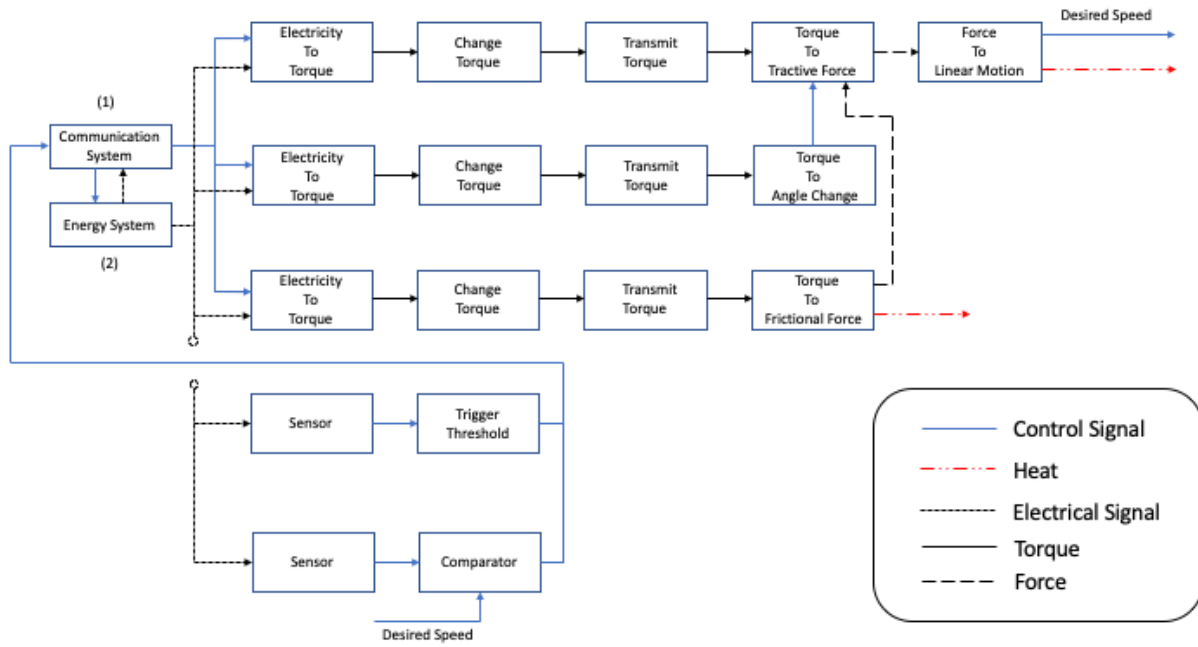 Desired Speed
Electricity
To
Torque
Change
Torque
Transmit
Torque
Torque
To
Tractive Force
Force
To
Linear Motion
(1)
Communication
System
Electricity
To
Torque
Change
Torque
Transmit
Torque
Torque
To
Angle Change
Energy System
(2)
Electricity
To
Torque
Change
Torque
Transmit
Torque
Torque
To
Frictional Force
Sensor
Trigger
Threshold
Sensor
Comparator
Desired Speed
Control Signal
Heat
Electrical Signal
Torque
Force